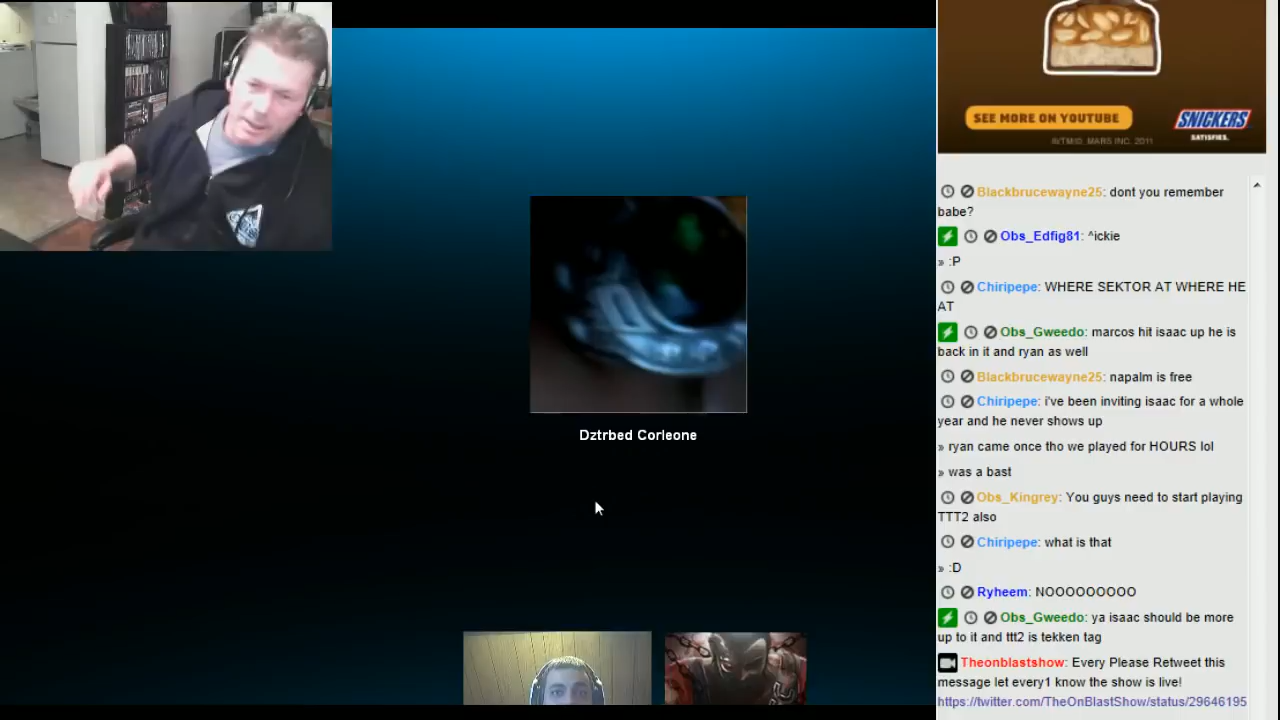 SEE MORE ON YOUTUBE
SNICKERS
SATISFIES.
®/TM© MARS INC. 2011
Blackbrucewayne25: dont you remember
babe?
Obs_Edfig81: ^ickie
» :P
Chiripepe: WHERE SEKTOR AT WHERE HE
AT
Obs_Gweedo: marcos hit isaac up he is
back in it and ryan as well
Blackbrucewayne25: napalm is free
Chiripepe: i've been inviting isaac for a whole
year and he never shows up
» ryan came once tho we played for HOURS lol
» was a bast
Obs_Kingrey: You guys need to start playing
TTT2 also
Chiripepe: what is that
» :D
Ryheem: NOOOOOOOOO
Obs_Gweedo: ya isaac should be more
up to it and ttt2 is tekken tag
Theonblastshow: Every Please Retweet this
message let every1 know the show is live!
https://twitter.com/TheOnBlastShow/status/29646195
Dztrbed Corleone